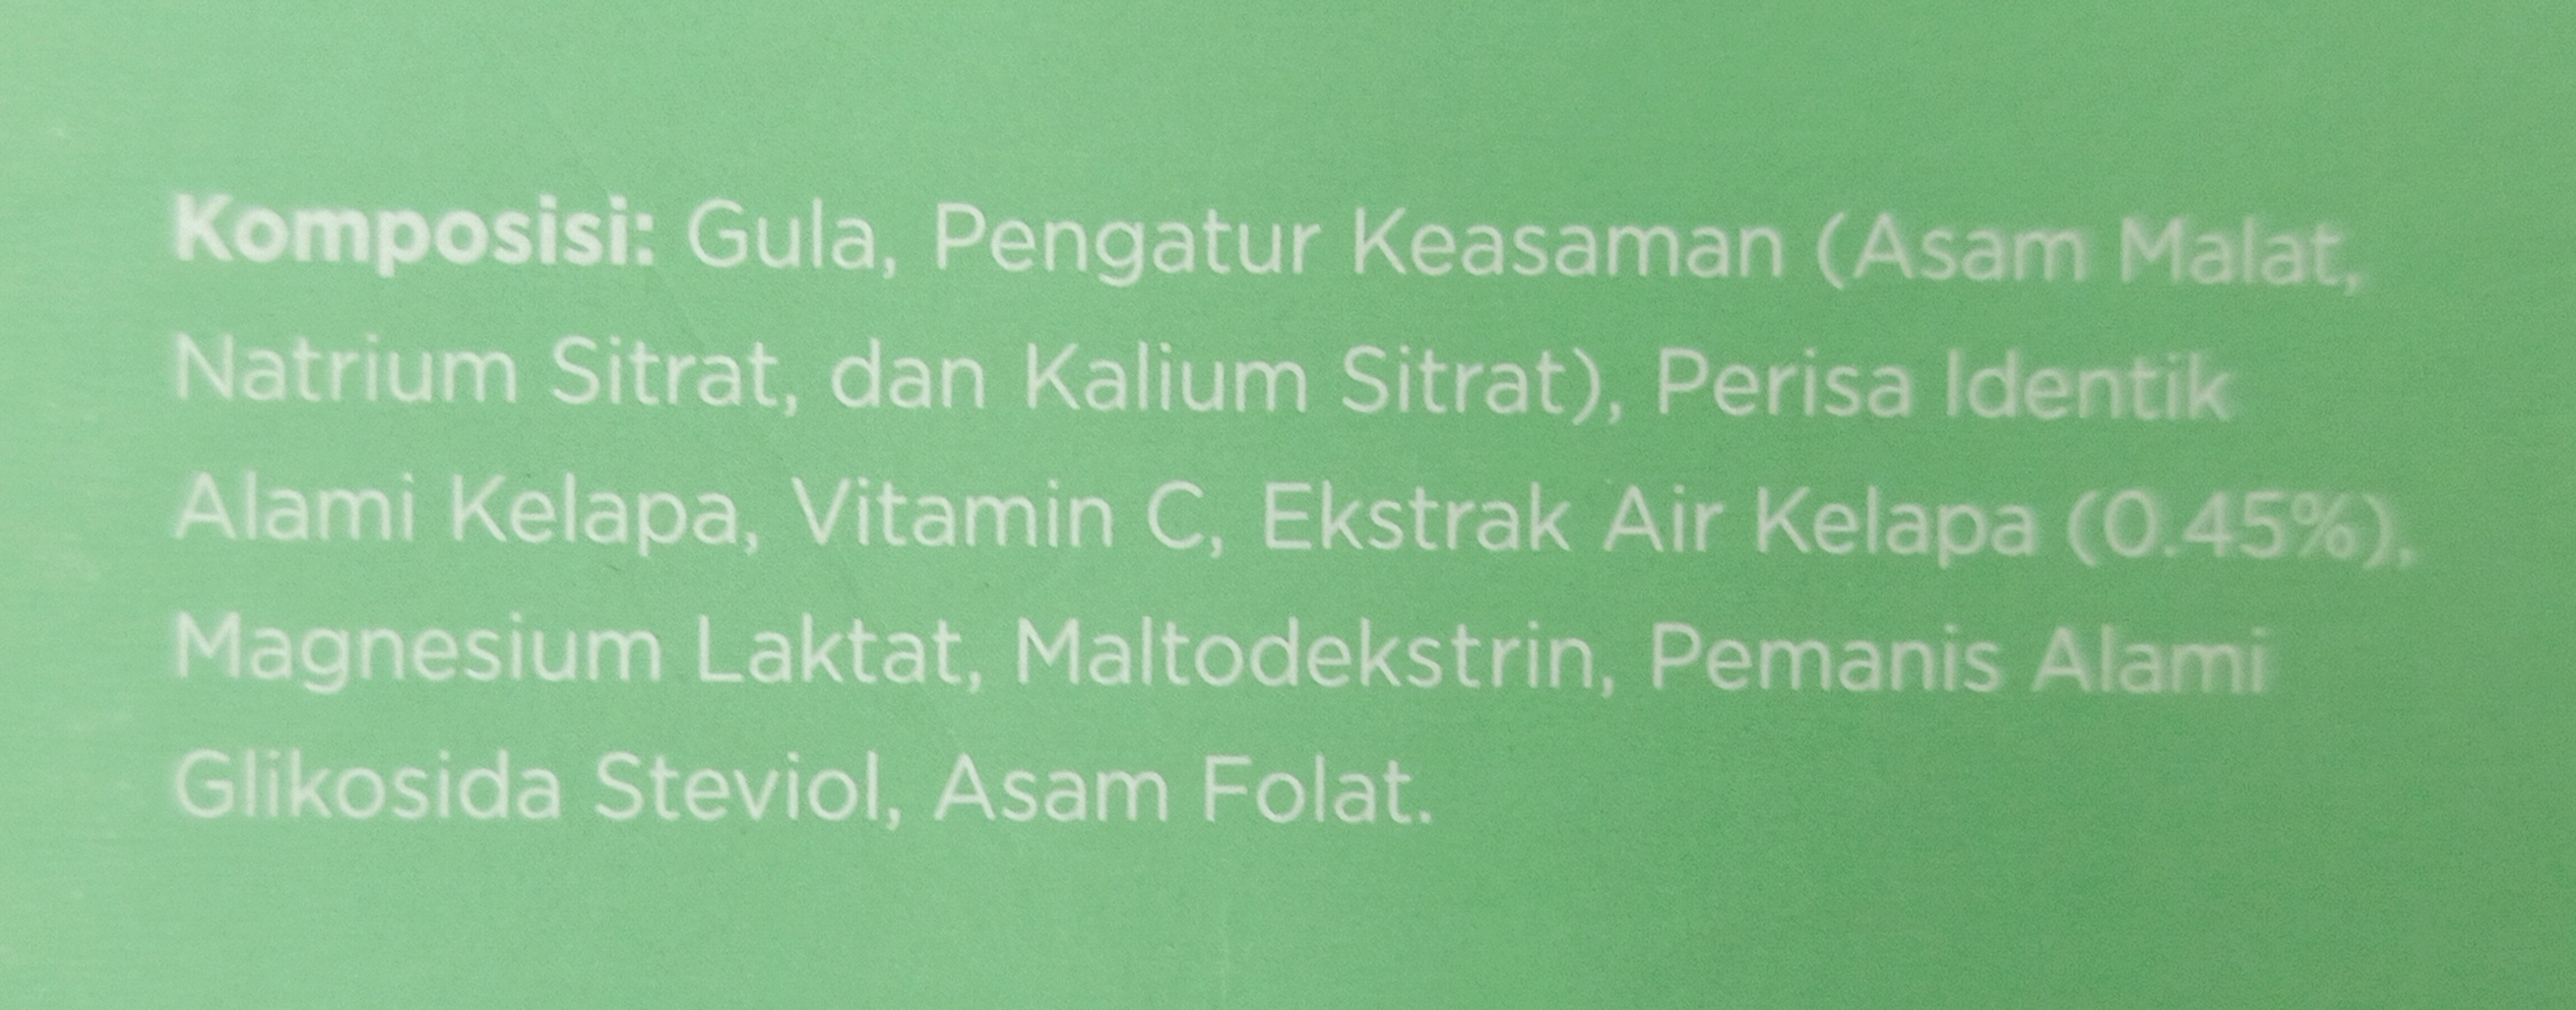 Komposisi: Gula, Pengatur Keasaman (Asam Malat,
Natrium Sitrat, dan Kalium Sitrat), Perisa Identik
Alami Kelapa, Vitamin C, Ekstrak Air Kelapa (0.45%),
Magnesium Laktat, Maltodekstrin, Pemanis Alami
Glikosida Steviol, Asam Folat.